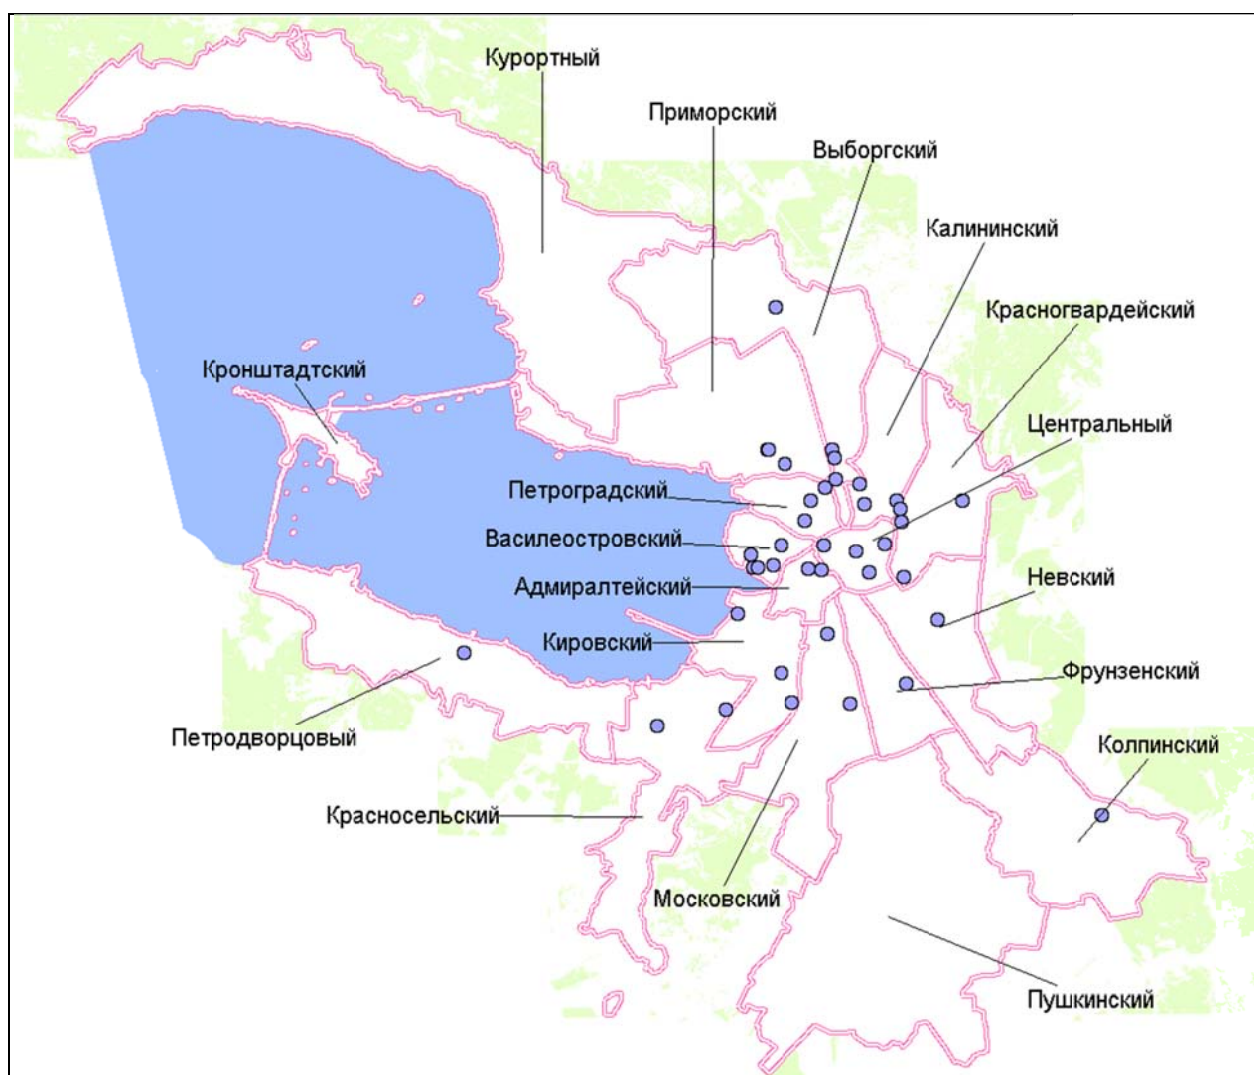 Курортный
Приморский
Выборгский
Калининский
Красногвардейский
Кронштадтский
Центральный
Петроградский
Василеостровский
Адмиралтейский
Невский
Кировский
Фрунзенский
Петродворцовый
Колпинский
Красносельский
Московский
Пушкинский